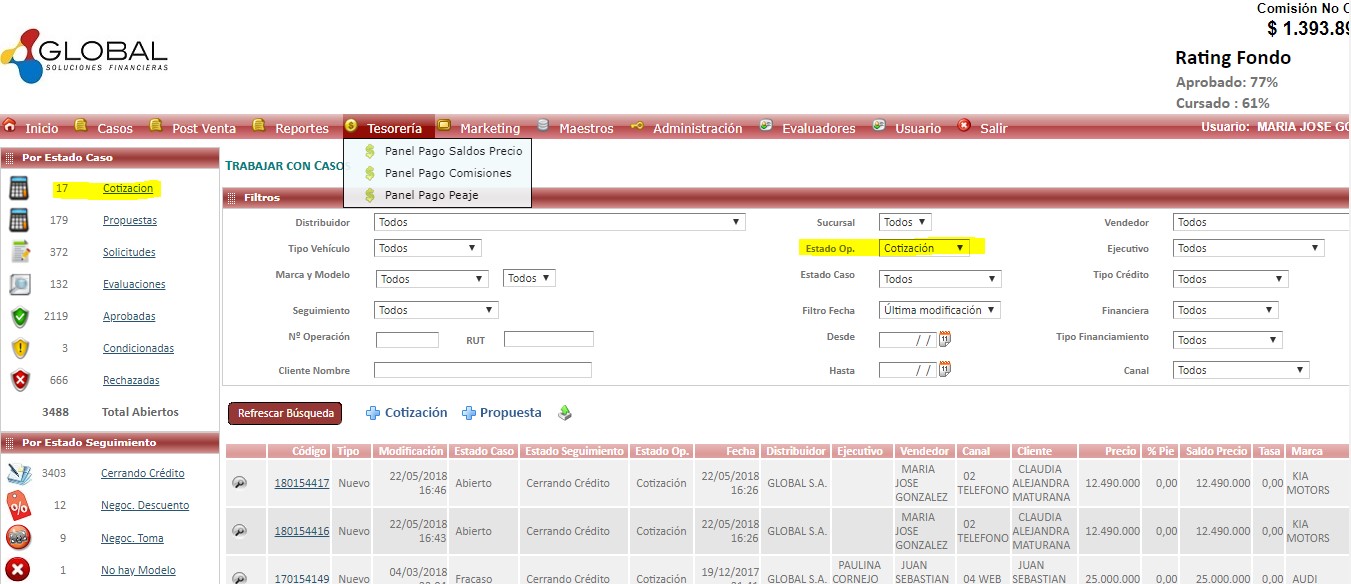 Comisión No
$ 1.393.89
GLOBAL
SOLUCIONES FINANCIERAS
Rating Fondo
Aprobado: 77%
Cursado : 61%
Inicio Casos Post Venta Reportes Tesorería Marketing Maestros Administración Evaluadores Usuario Salir Usuario: MARIA JOSE GO
Panel Pago Saldos Precio
Panel Pago Comisiones
Panel Pago Peaje
Por Estado Caso
17 Cotizacion
179 Propuestas
372 Solicitudes
132 Evaluaciones
2119 Aprobadas
3 Condicionadas
666 Rechazadas
3488 Total Abiertos
Por Estado Seguimiento
3403 Cerrando Crédito
12 Negoc. Descuento
9 Negoc. Toma
1 No hay Modelo
TRABAJAR CON CASO
Filtros
Distribuidor Todos Sucursal Todos Vendedor Todos
Tipo Vehículo Todos Estado Op. Cotización Ejecutivo Todos
Marca y Modelo Todos Todos Estado Caso Todos Tipo Crédito Todos
Seguimiento Todos Filtro Fecha Última modificación Financiera Todos
Nº Operación RUT Desde / / Tipo Financiamiento Todos
Cliente Nombre Hasta / / Canal Todos
Refrescar Búsqueda Cotización Propuesta
Código Tipo Modificación Estado Caso Estado Seguimiento Estado Op. Fecha Distribuidor Ejecutivo Vendedor Canal Cliente Precio % Pie Saldo Precio Tasa Marca
180154417 Nuevo 22/05/2018 16:46 Abierto Cerrando Crédito Cotización 22/05/2018 16:26 GLOBAL S.A. MARIA JOSE GONZALEZ 02 TELEFONO CLAUDIA ALEJANDRA MATURANA 12.490.000 0,00 12.490.000 0,00 KIA MOTORS
180154416 Nuevo 22/05/2018 16:43 Abierto Cerrando Crédito Cotización 22/05/2018 16:26 GLOBAL S.A. MARIA JOSE GONZALEZ 02 TELEFONO CLAUDIA ALEJANDRA MATURANA 12.490.000 0,00 12.490.000 0,00 KIA MOTORS
170154149 Nuevo 04/03/2018 Fracaso Cerrando Crédito Cotización 19/12/2017 GLOBAL S.A. PAULINA CORNEJO JUAN SEBASTIAN 04 WEB JUAN SEBASTIAN 25.000.000 0,00 25.000.000 0,00 AUDI